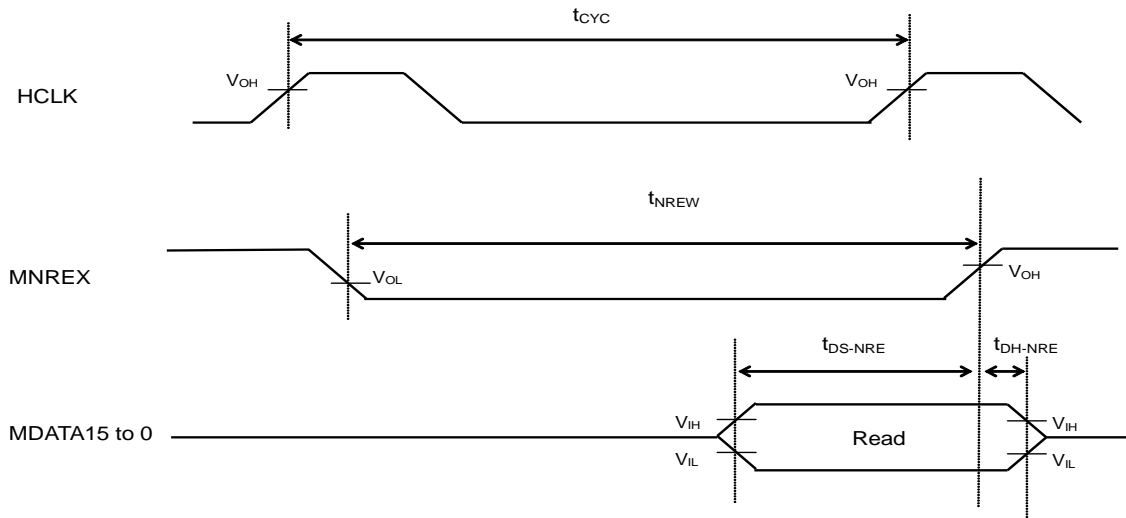 tCYC
VOH VOH
HCLK
tNREW
MNREX
VOL
VOH
tDS-NRE tDH-NRE
VIH VIH
MDATA15 to 0 Read
VIL VIL